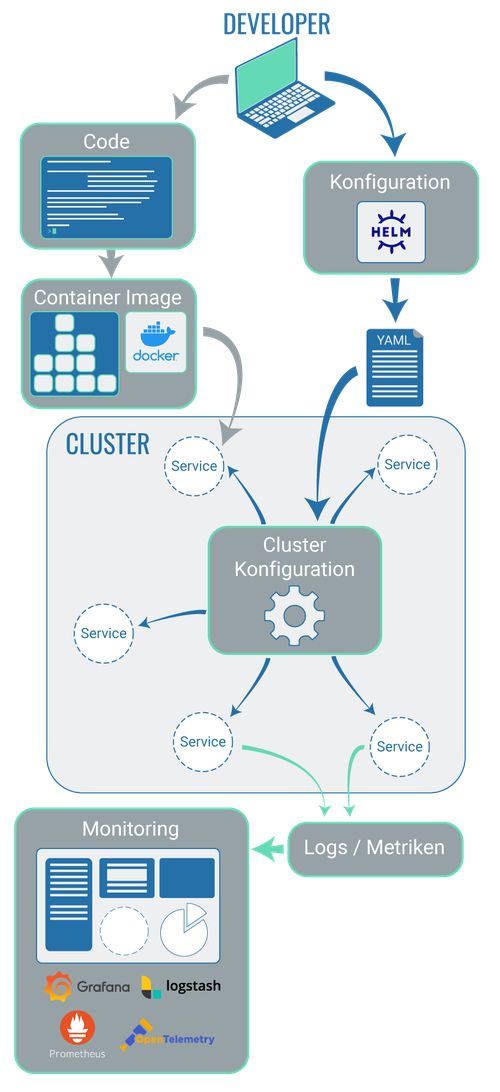 DEVELOPER
Code
>
Konfiguration
HELM
Container Image
docker
YAML
CLUSTER
Service
Service
Cluster
Konfiguration
Service
Service
Service
Monitoring
Logs / Metriken
Grafana
logstash
Prometheus
OpenTelemetry